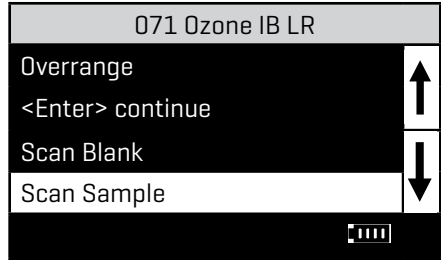 071 Ozone IB LR
Overrange
<Enter> continue
Scan Blank
Scan Sample